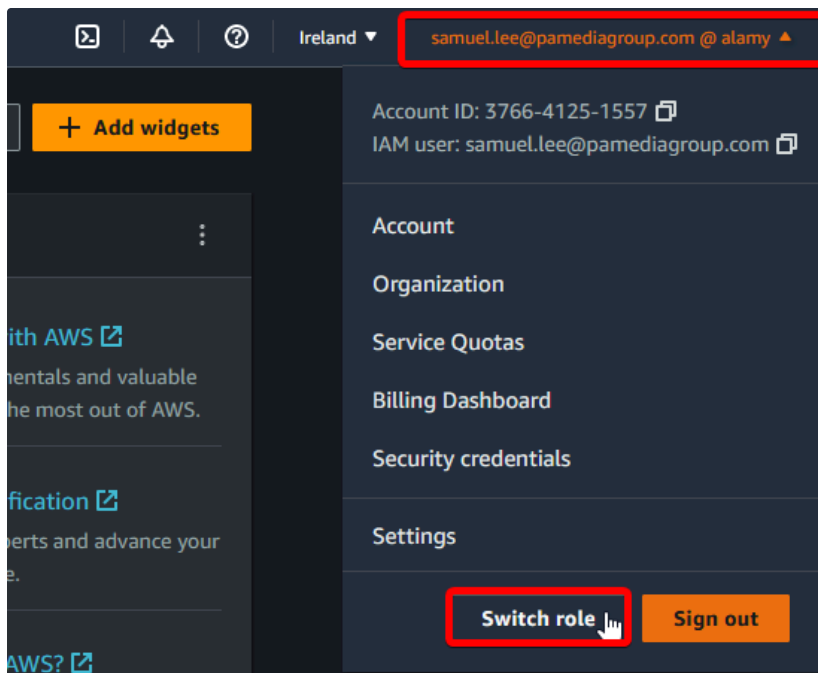 Ireland ▼
samuel.lee@pamediagroup.com @ alamy ▲
+ Add widgets
Account ID: 3766-4125-1557
IAM user: samuel.lee@pamediagroup.com
Account
Organization
ith AWS
Service Quotas
nentals and valuable
he most out of AWS.
Billing Dashboard
Security credentials
fication
Settings
perts and advance your
e.
Switch role
Sign out
AWS?